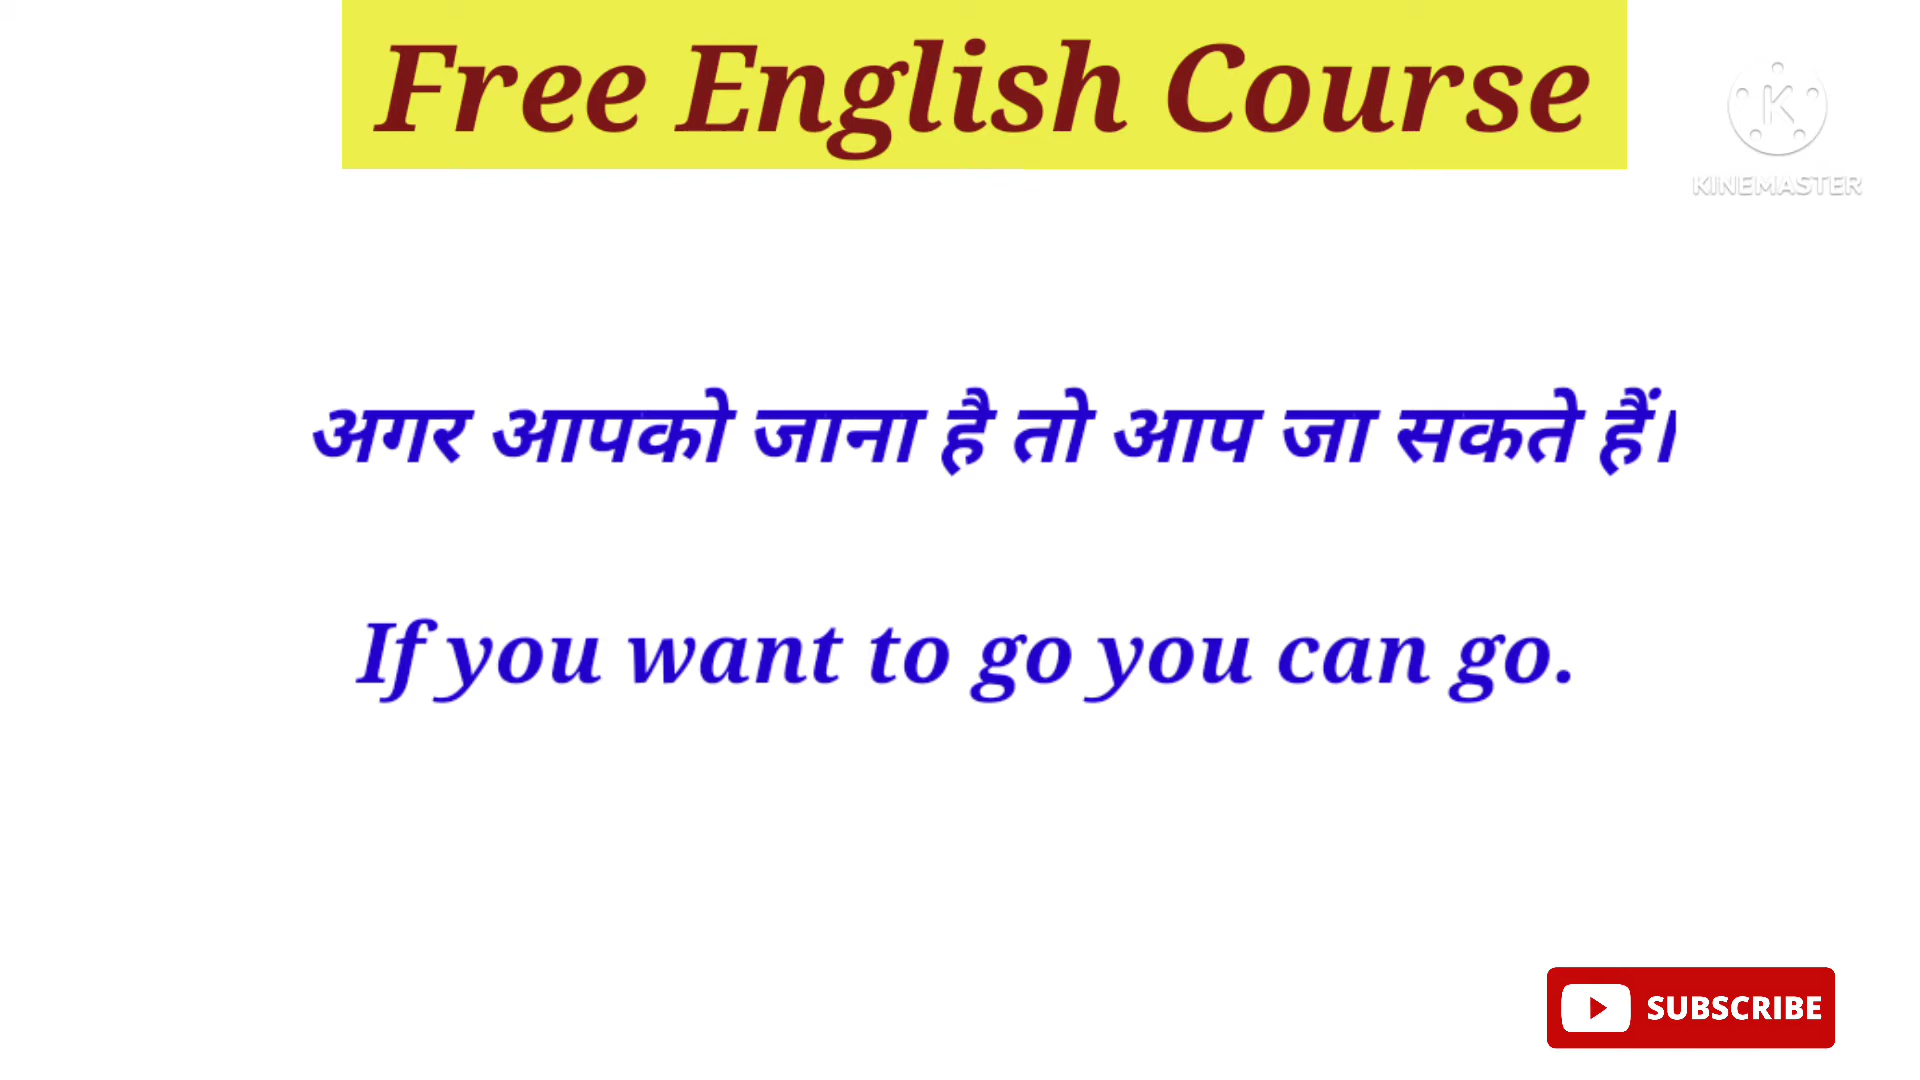 Free English Course
KINEMASTER
अगर आपको जाना है तो आप जा सकते हैं।
If you want to go you can go.
SUBSCRIBE